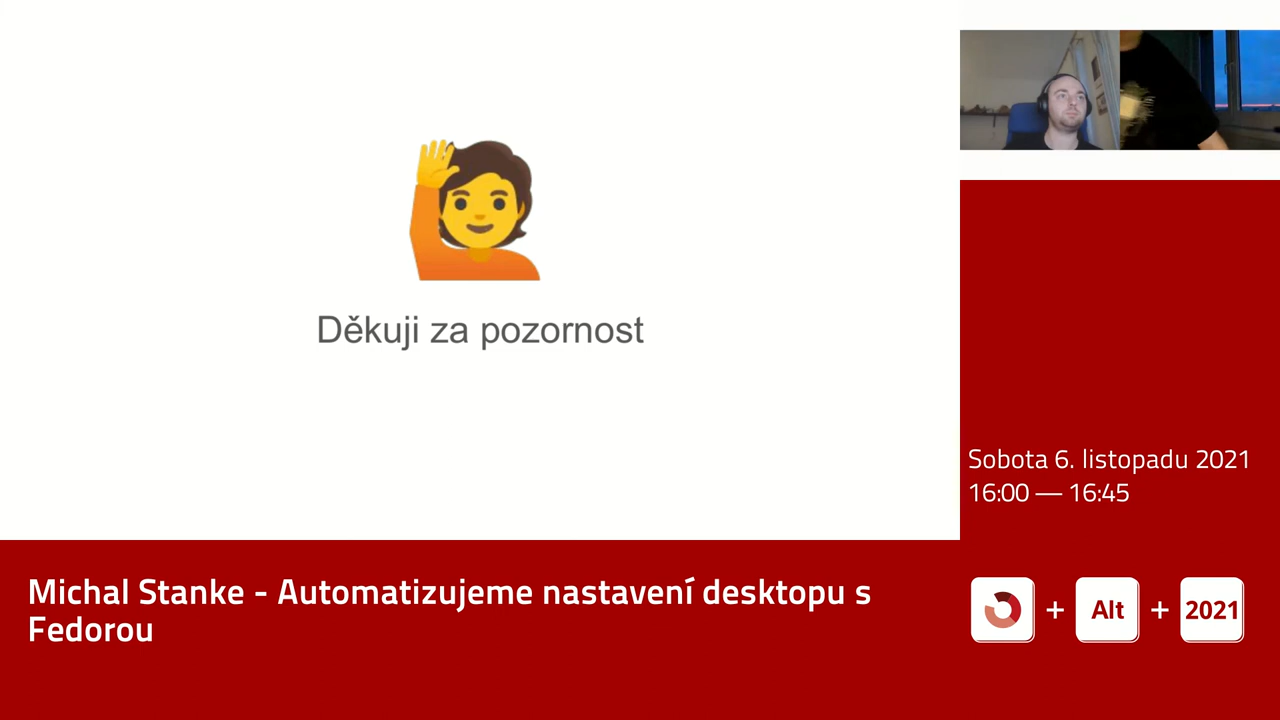 Děkuji za pozornost
Sobota 6. listopadu 2021
16:00 — 16:45
Michal Stanke - Automatizujeme nastavení desktopu s
Fedorou
+ Alt + 2021